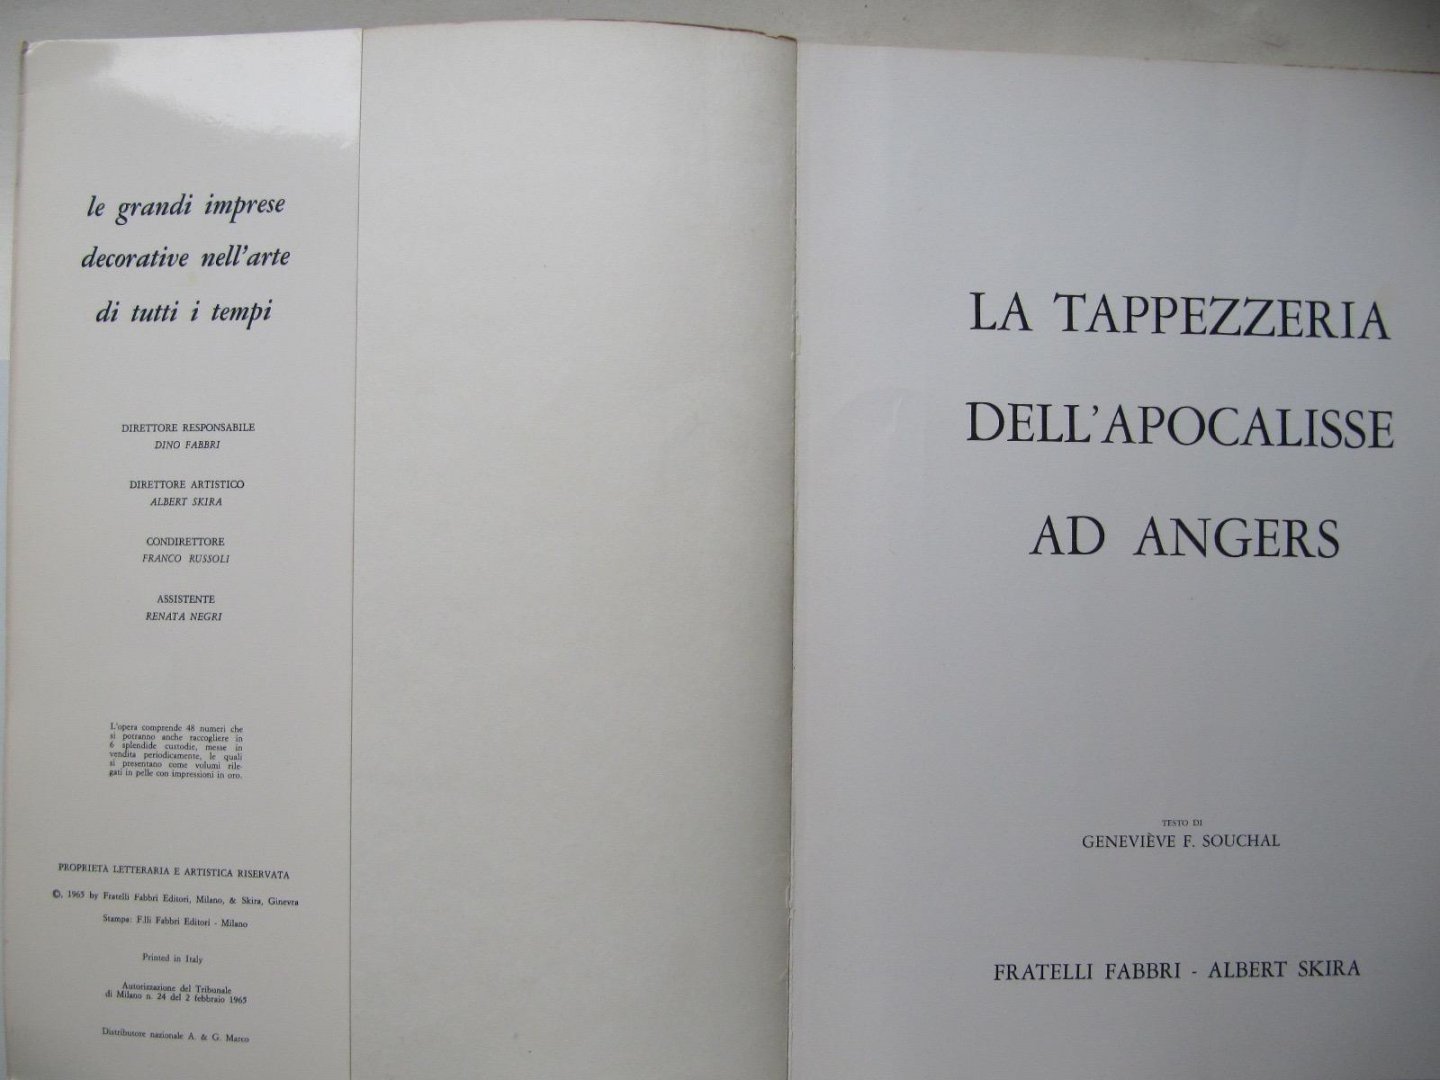 le grandi imprese
decorative nell'arte
di tutti i tempi
DIRETTORE RESPONSABILE
DINO FABBRI
DIRETTORE ARTISTICO
ALBERT SKIRA
CONDIRETTORE
FRANCO RUSSOLI
ASSISTENTE
RENATA NEGRI
L'opera comprende 48 numeri che
si potranno anche raccogliere in
6 splendide custodie, messe in
vendita periodicamente, le quali
si presentano come volumi rile-
gati in pelle con impressioni in oro.
PROPRIETÀ LETTERARIA E ARTISTICA RISERVATA
©, 1965 by Fratelli Fabbri Editori, Milano, & Skira, Ginevra
Stampa: F.lli Fabbri Editori - Milano
Printed in Italy
Autorizzazione del Tribunale
di Milano n. 24 del 2 febbraio 1965
Distributore nazionale A. & G. Marco
LA TAPPEZZERIA
DELL'APOCALISSE
AD ANGERS
TESTO DI
GENEVIÈVE F. SOUCHAL
FRATELLI FABBRI - ALBERT SKIRA